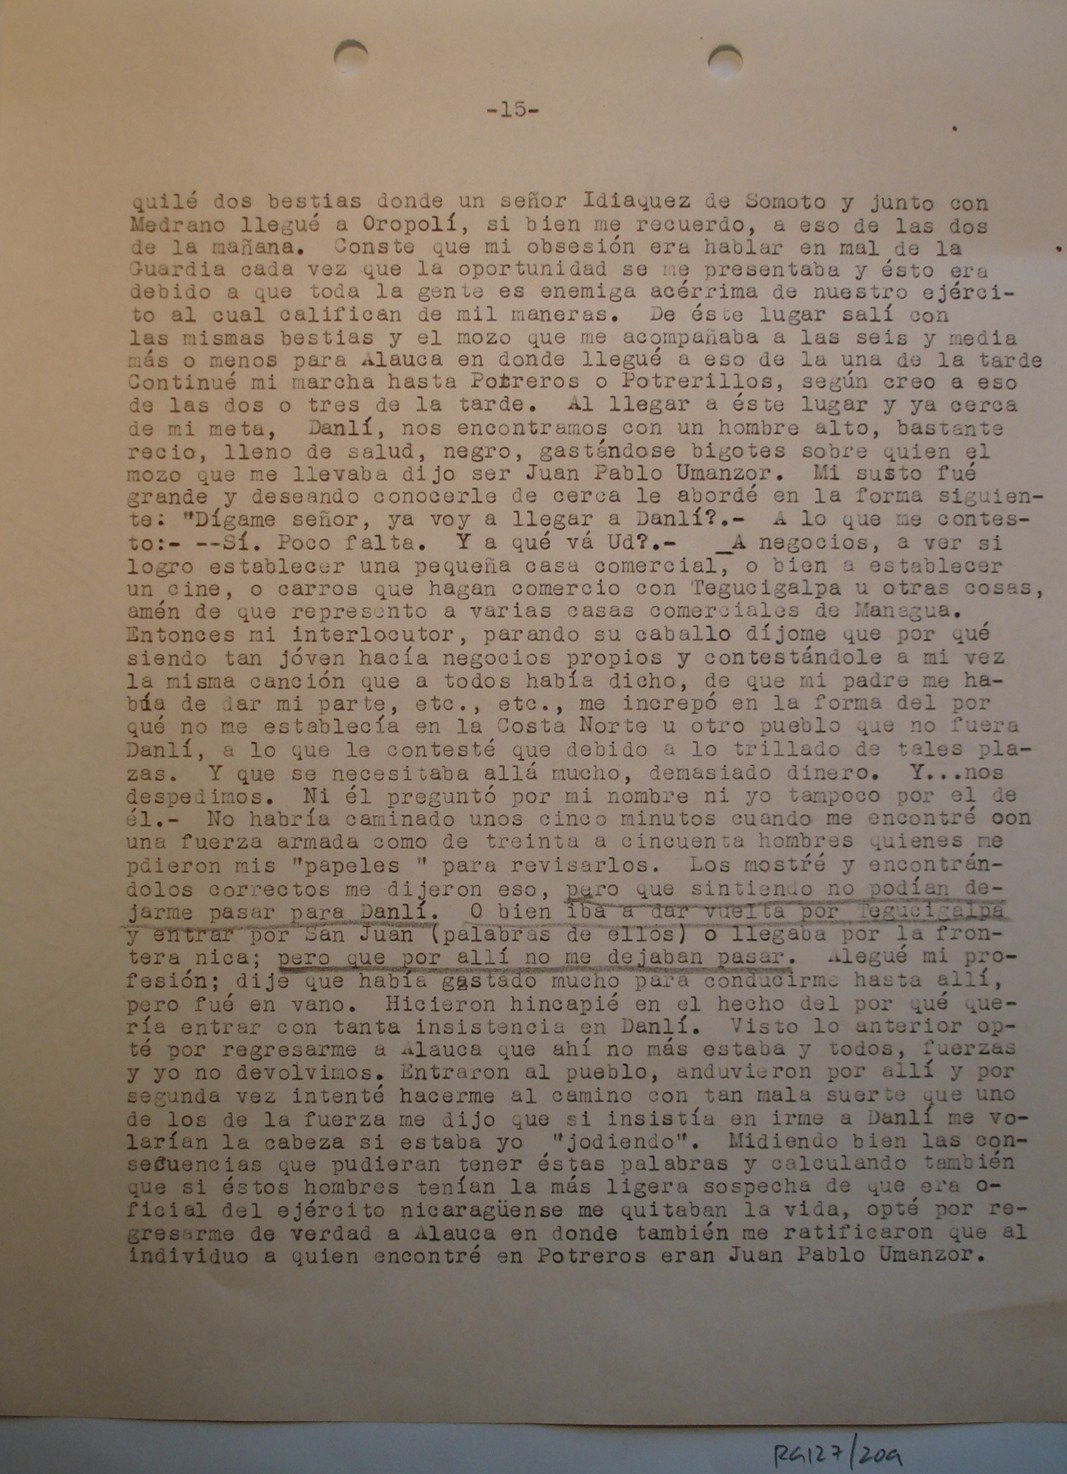 -15-
quilé dos bestias donde un señor Idiaquez de Somoto y junto con
Medrano llegué a Oropolí, si bien me recuerdo, a eso de las dos
de la mañana.  Conste que mi obsesión era hablar en mal de la
Guardia cada vez que la oportunidad se me presentaba y ésto era
debido a que toda la gente es enemiga acérrima de nuestro ejérci-
to al cual califican de mil maneras.  De éste lugar salí con
las mismas bestias y el mozo que me acompañaba a las seis y media
más o menos para Alauca en donde llegué a eso de la una de la tarde
Continué mi marcha hasta Potreros o Potrerillos, según creo a eso
de las dos o tres de la tarde.  Al llegar a éste lugar y ya cerca
de mi meta,  Danlí, nos encontramos con un hombre alto, bastante
recio, lleno de salud, negro, gastándose bigotes sobre quien el
mozo que me llevaba dijo ser Juan Pablo Umanzor.  Mi susto fué
grande y deseando conocerle de cerca le abordé en la forma siguien-
te: "Dígame señor, ya voy a llegar a Danlí?.-  A lo que me contes-
to:- --Sí. Poco falta.  Y a qué vá Ud?.-  _A negocios, a ver si
logro establecer una pequeña casa comercial, o bien a establecer
un cine, o carros que hagan comercio con Tegucigalpa u otras cosas,
amén de que represento a varias casas comerciales de Managua.
Entonces mi interlocutor, parando su caballo díjome que por qué
siendo tan jóven hacía negocios propios y contestándole a mi vez
la misma canción que a todos había dicho, de que mi padre me ha-
bía de dar mi parte, etc., etc., me increpó en la forma del por
qué no me establecía en la Costa Norte u otro pueblo que no fuera
Danlí, a lo que le contesté que debido a lo trillado de tales pla-
zas.  Y que se necesitaba allá mucho, demasiado dinero.  Y...nos
despedimos.  Ni él preguntó por mi nombre ni yo tampoco por el de
él.-  No habría caminado unos cinco minutos cuando me encontré con
una fuerza armada como de treinta a cincuenta hombres quienes me
pdieron mis "papeles " para revisarlos.  Los mostré y encontrán-
dolos correctos me dijeron eso, pero que sintiendo no podían de-
jarme pasar para Danlí.  O bien iba a dar vuelta por Tegucigalpa
y entrar por San Juan (palabras de ellos) o llegaba por la fron-
tera nica; pero que por allí no me dejaban pasar.  Alegué mi pro-
fesión; dije que había gastado mucho para conducirme hasta allí,
pero fué en vano.  Hicieron hincapié en el hecho del por qué que-
ría entrar con tanta insistencia en Danlí.  Visto lo anterior op-
té por regresarme a Alauca que ahí no más estaba y todos, fuerzas
y yo no devolvimos. Entraron al pueblo, anduvieron por allí y por
segunda vez intenté hacerme al camino con tan mala suerte que uno
de los de la fuerza me dijo que si insistía en irme a Danlí me vo-
larían la cabeza si estaba yo  "jodiendo".  Midiendo bien las con-
secuencias que pudieran tener éstas palabras y calculando también
que si éstos hombres tenían la más ligera sospecha de que era o-
ficial del ejército nicaragüense me quitaban la vida, opté por re-
gresarme de verdad a Alauca en donde también me ratificaron que al
individuo a quien encontré en Potreros eran Juan Pablo Umanzor.
RG127/209